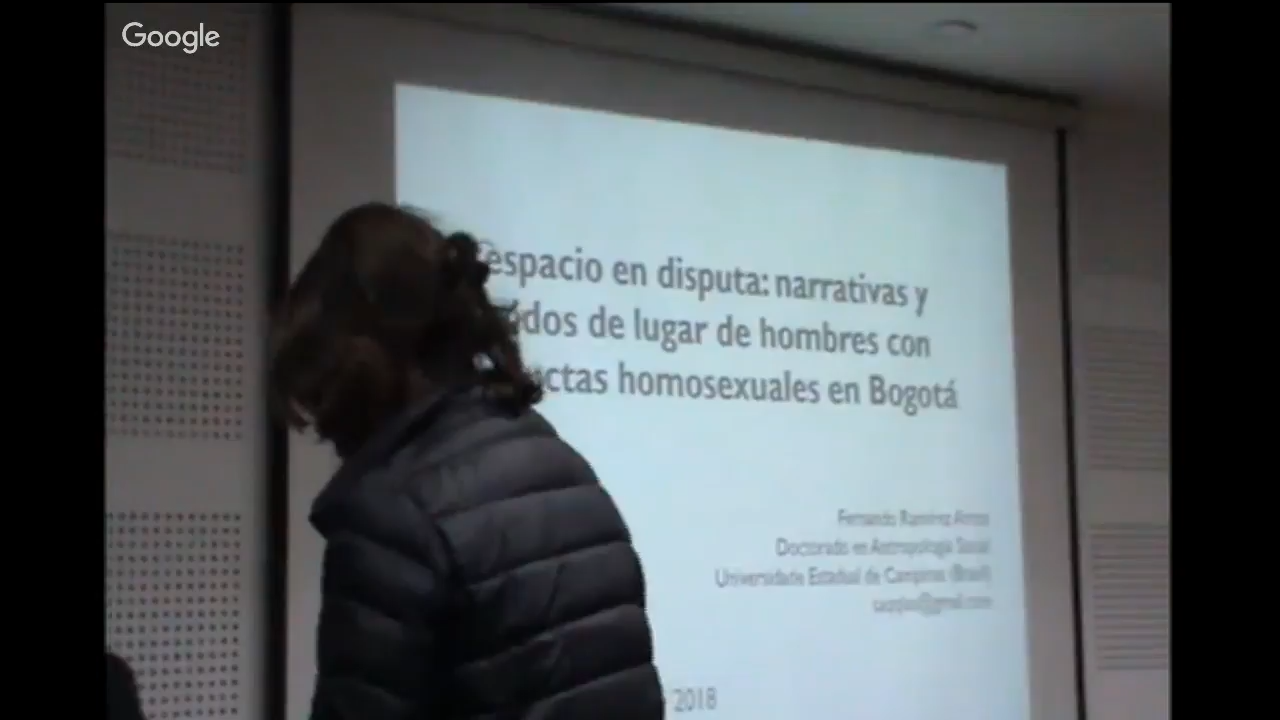 Google
espacio en disputa: narrativas y
dos de lugar de hombres con
ctas homosexuales en Bogotá
Fernando Ramírez
Doctorado en Antropología Social
Universidade Estadual de Campinas (Brasil)
2018